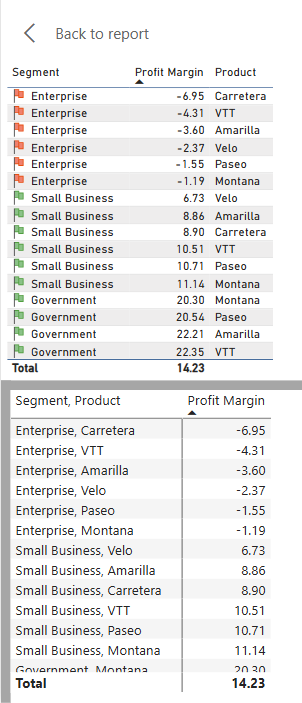 Back to report
Segment Profit Margin Product
Enterprise -6.95 Carretera
Enterprise -4.31 VTT
Enterprise -3.60 Amarilla
Enterprise -2.37 Velo
Enterprise -1.55 Paseo
Enterprise -1.19 Montana
Small Business 6.73 Velo
Small Business 8.86 Amarilla
Small Business 8.90 Carretera
Small Business 10.51 VTT
Small Business 10.71 Paseo
Small Business 11.14 Montana
Government 20.30 Montana
Government 20.54 Paseo
Government 22.21 Amarilla
Government 22.35 VTT
Total 14.23
Segment, Product Profit Margin
Enterprise, Carretera -6.95
Enterprise, VTT -4.31
Enterprise, Amarilla -3.60
Enterprise, Velo -2.37
Enterprise, Paseo -1.55
Enterprise, Montana -1.19
Small Business, Velo 6.73
Small Business, Amarilla 8.86
Small Business, Carretera 8.90
Small Business, VTT 10.51
Small Business, Paseo 10.71
Small Business, Montana 11.14
Government, Montana 20.30
Total 14.23